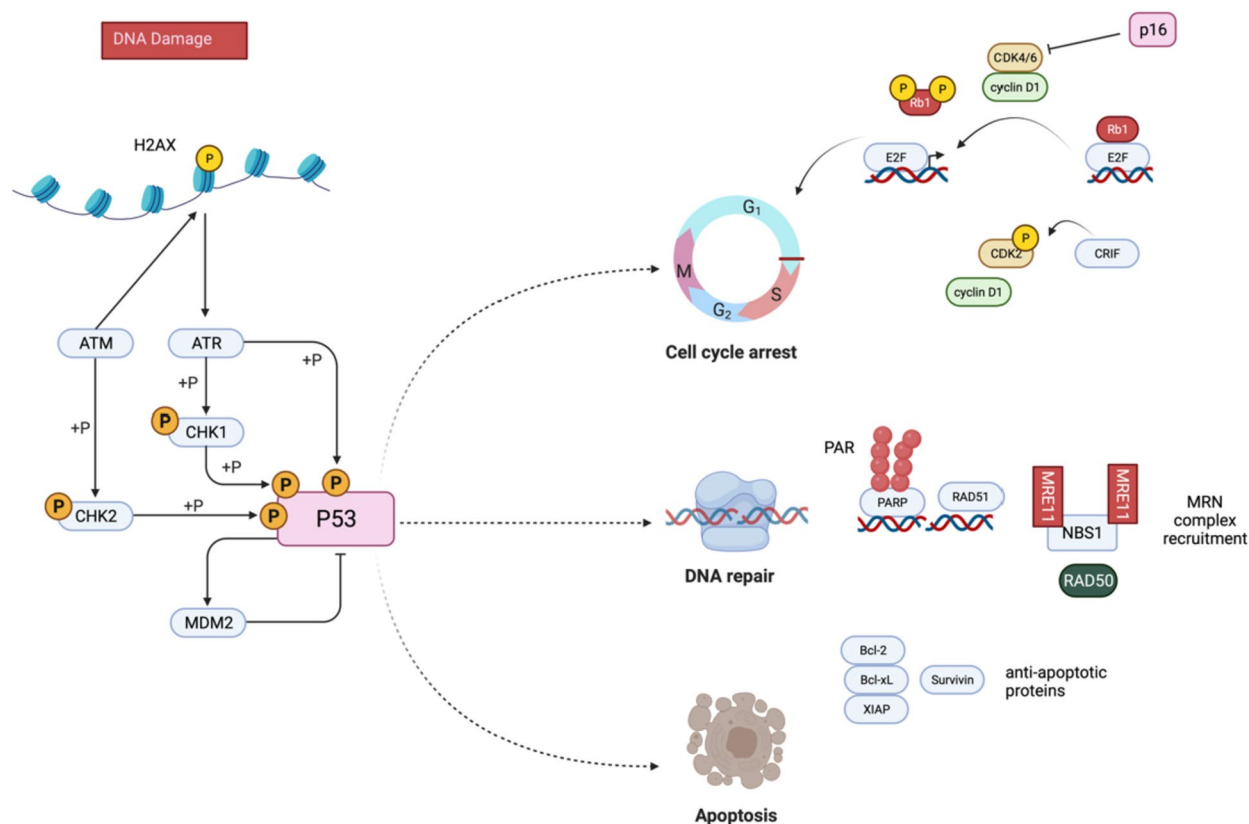 DNA Damage
H2AX
P
ATM
ATR
+P
+P
+P
P
CHK1
+P
P
CHK2
+P
P
P
P
P53
MDM2
p16
CDK4/6
cyclin D1
P
P
Rb1
E2F
Rb1
E2F
G₁
M
S
G₂
Cell cycle arrest
P
CDK2
CRIF
cyclin D1
PAR
PARP
RAD51
MRE11
MRE11
NBS1
RAD50
MRN
complex
recruitment
DNA repair
Bcl-2
Bcl-xL
XIAP
Survivin
anti-apoptotic
proteins
Apoptosis